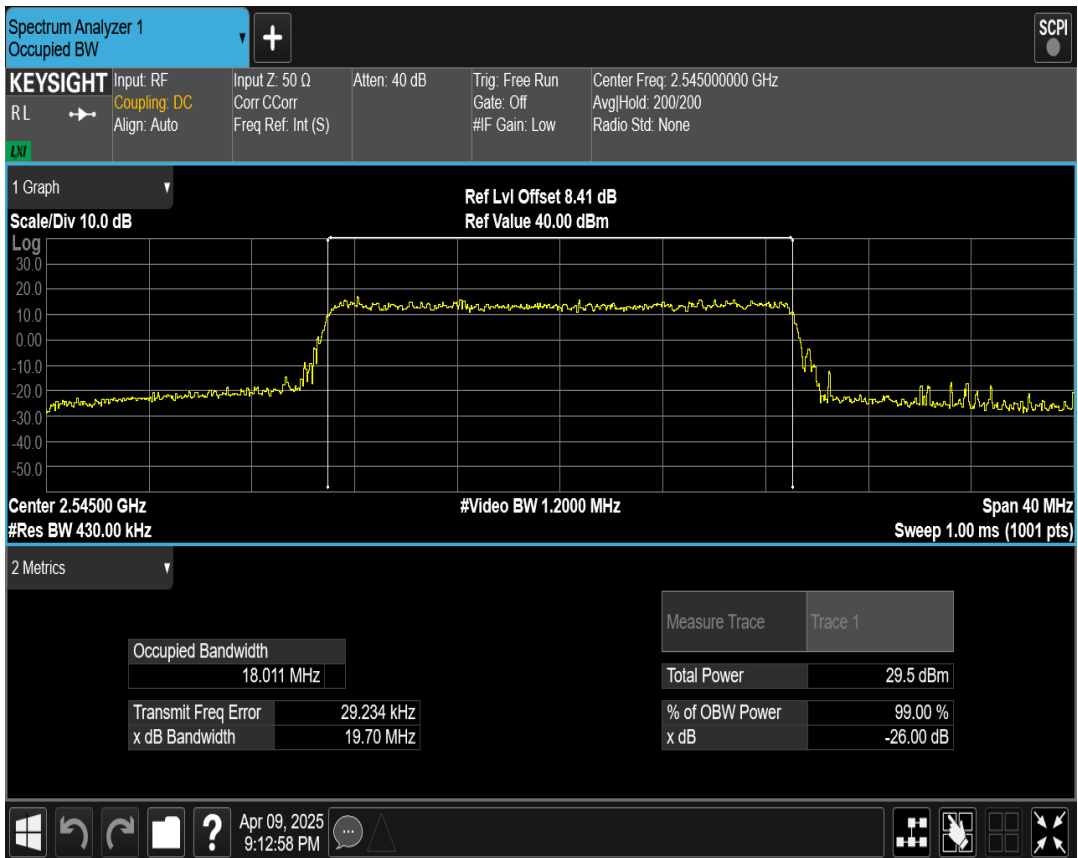 Spectrum Analyzer 1
Occupied BW
+
SCPI
KEYSIGHT
RL
LXI
Input: RF
Coupling: DC
Align: Auto
Input Z: 50 Ω
Corr CCorr
Freq Ref: Int (S)
Atten: 40 dB
Trig: Free Run
Gate: Off
#IF Gain: Low
Center Freq: 2.545000000 GHz
Avg|Hold: 200/200
Radio Std: None
1 Graph
Ref Lvl Offset 8.41 dB
Scale/Div 10.0 dB
Ref Value 40.00 dBm
Log
30.0
20.0
10.0
0.00
-10.0
-20.0
-30.0
-40.0
-50.0
Center 2.54500 GHz
#Video BW 1.2000 MHz
Span 40 MHz
#Res BW 430.00 kHz
Sweep 1.00 ms (1001 pts)
2 Metrics
Measure Trace Trace 1
Occupied Bandwidth
18.011 MHz
Total Power 29.5 dBm
Transmit Freq Error 29.234 kHz
% of OBW Power 99.00 %
x dB Bandwidth 19.70 MHz
x dB -26.00 dB
?
Apr 09, 2025
9:12:58 PM